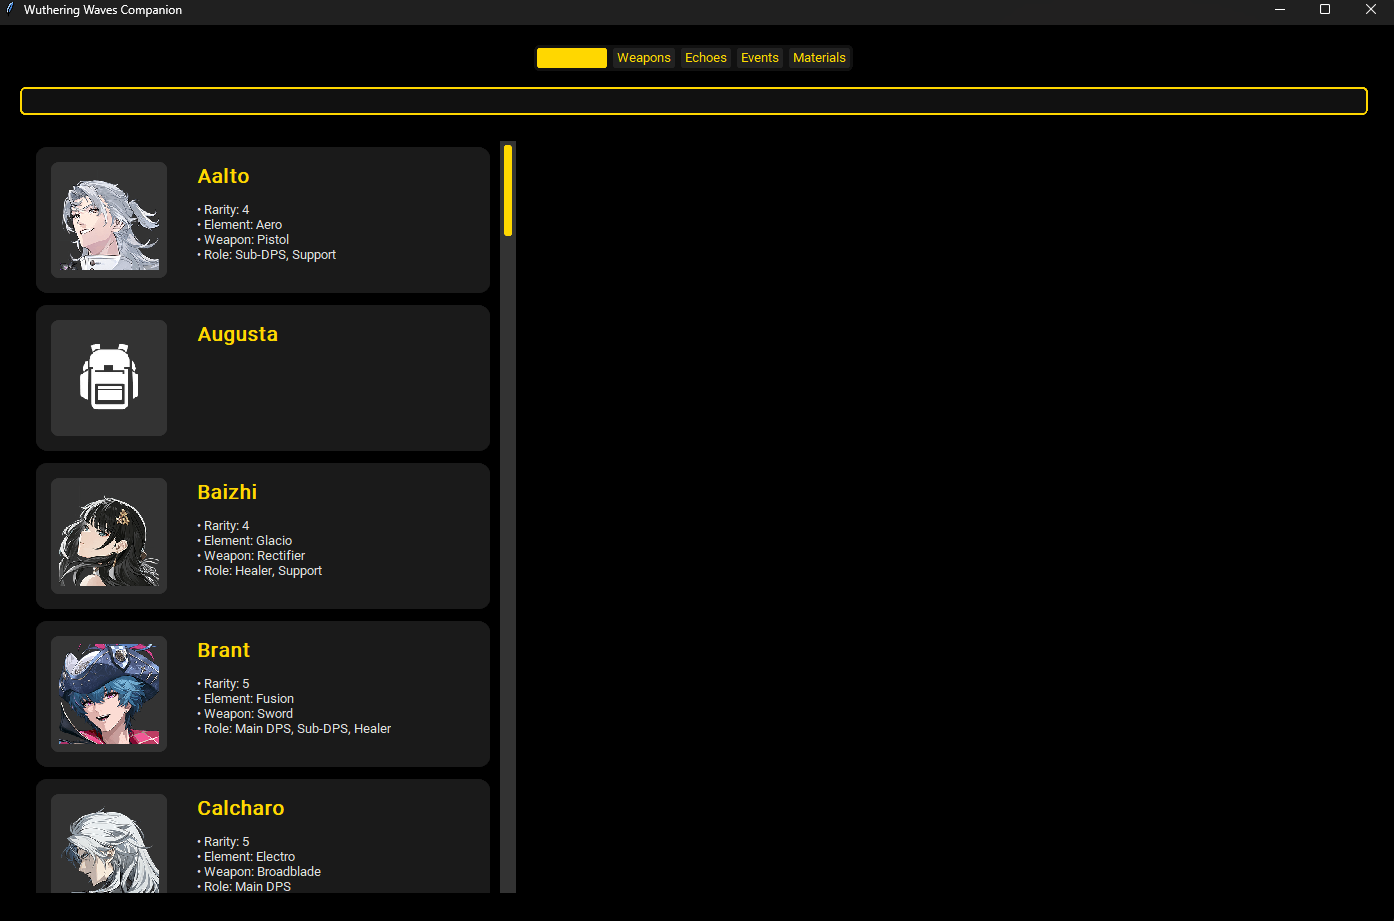 Wuthering Waves Companion
Weapons Echoes Events Materials
Aalto
• Rarity: 4
• Element: Aero
• Weapon: Pistol
• Role: Sub-DPS, Support
Augusta
Baizhi
• Rarity: 4
• Element: Glacio
• Weapon: Rectifier
• Role: Healer, Support
Brant
• Rarity: 5
• Element: Fusion
• Weapon: Sword
• Role: Main DPS, Sub-DPS, Healer
Calcharo
• Rarity: 5
• Element: Electro
• Weapon: Broadblade
• Role: Main DPS